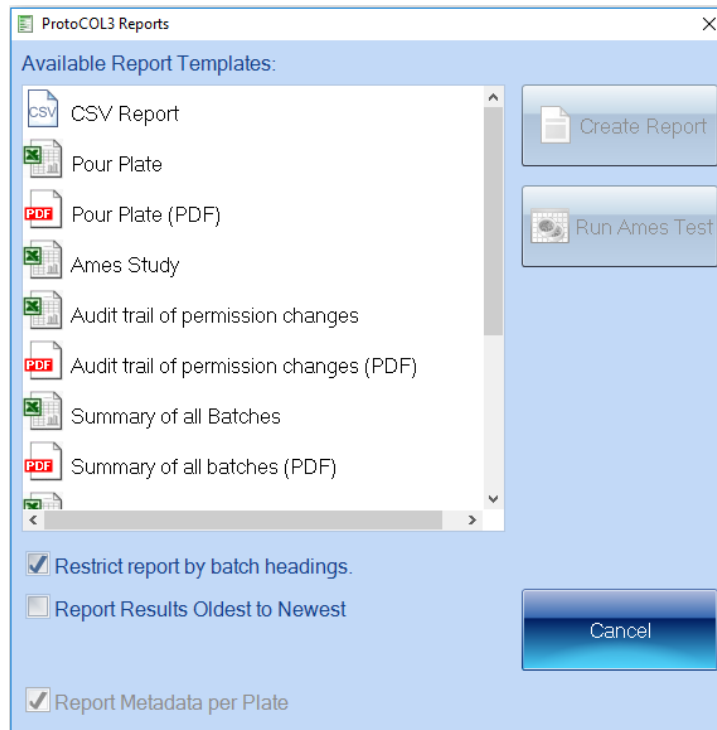 ProtoCOL3 Reports
Available Report Templates:
CSV CSV Report
Pour Plate
PDF Pour Plate (PDF)
Ames Study
Audit trail of permission changes
PDF Audit trail of permission changes (PDF)
Summary of all Batches
PDF Summary of all batches (PDF)
Create Report
Run Ames Test
Restrict report by batch headings.
Report Results Oldest to Newest
Cancel
Report Metadata per Plate